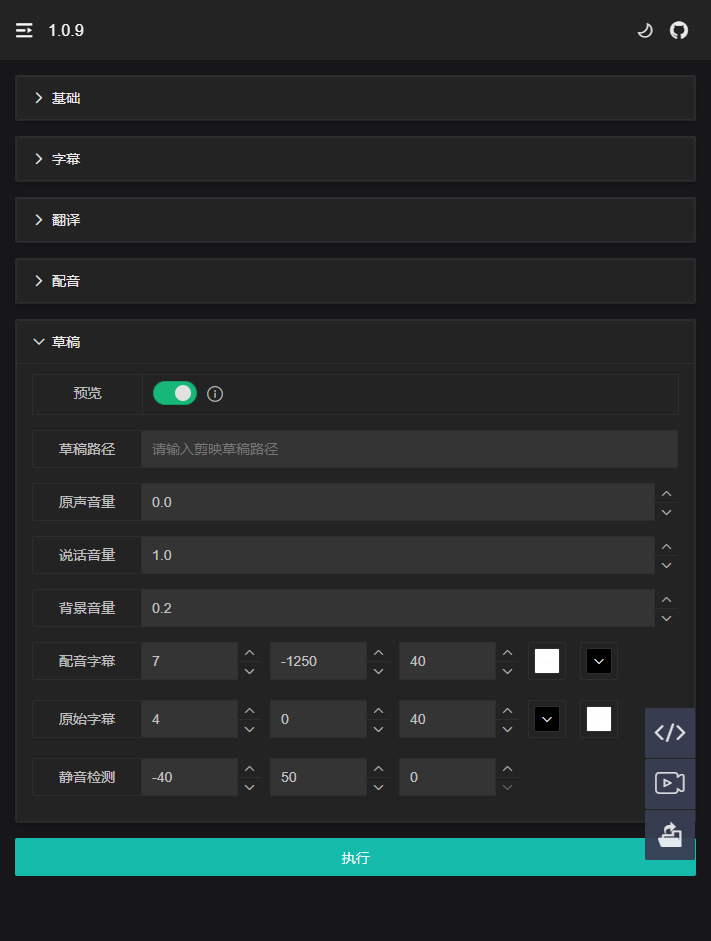 1.0.9
基础
字幕
翻译
配音
草稿
预览
草稿路径 请输入剪映草稿路径
原声音量 0.0
说话音量 1.0
背景音量 0.2
配音字幕 7 -1250 40
原始字幕 4 0 40
静音检测 -40 50 0
执行